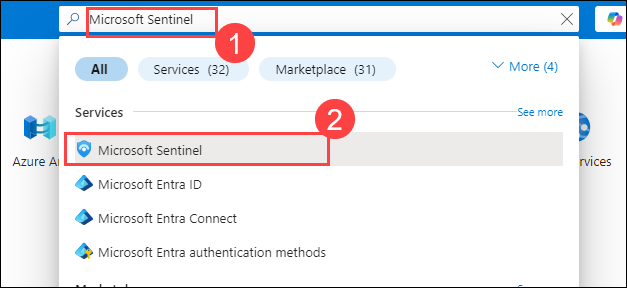 Microsoft Sentinel
1
All Services (32) Marketplace (31) More (4)
Services See more
2
Microsoft Sentinel
Azure A
Microsoft Entra ID
Microsoft Entra Connect
Microsoft Entra authentication methods